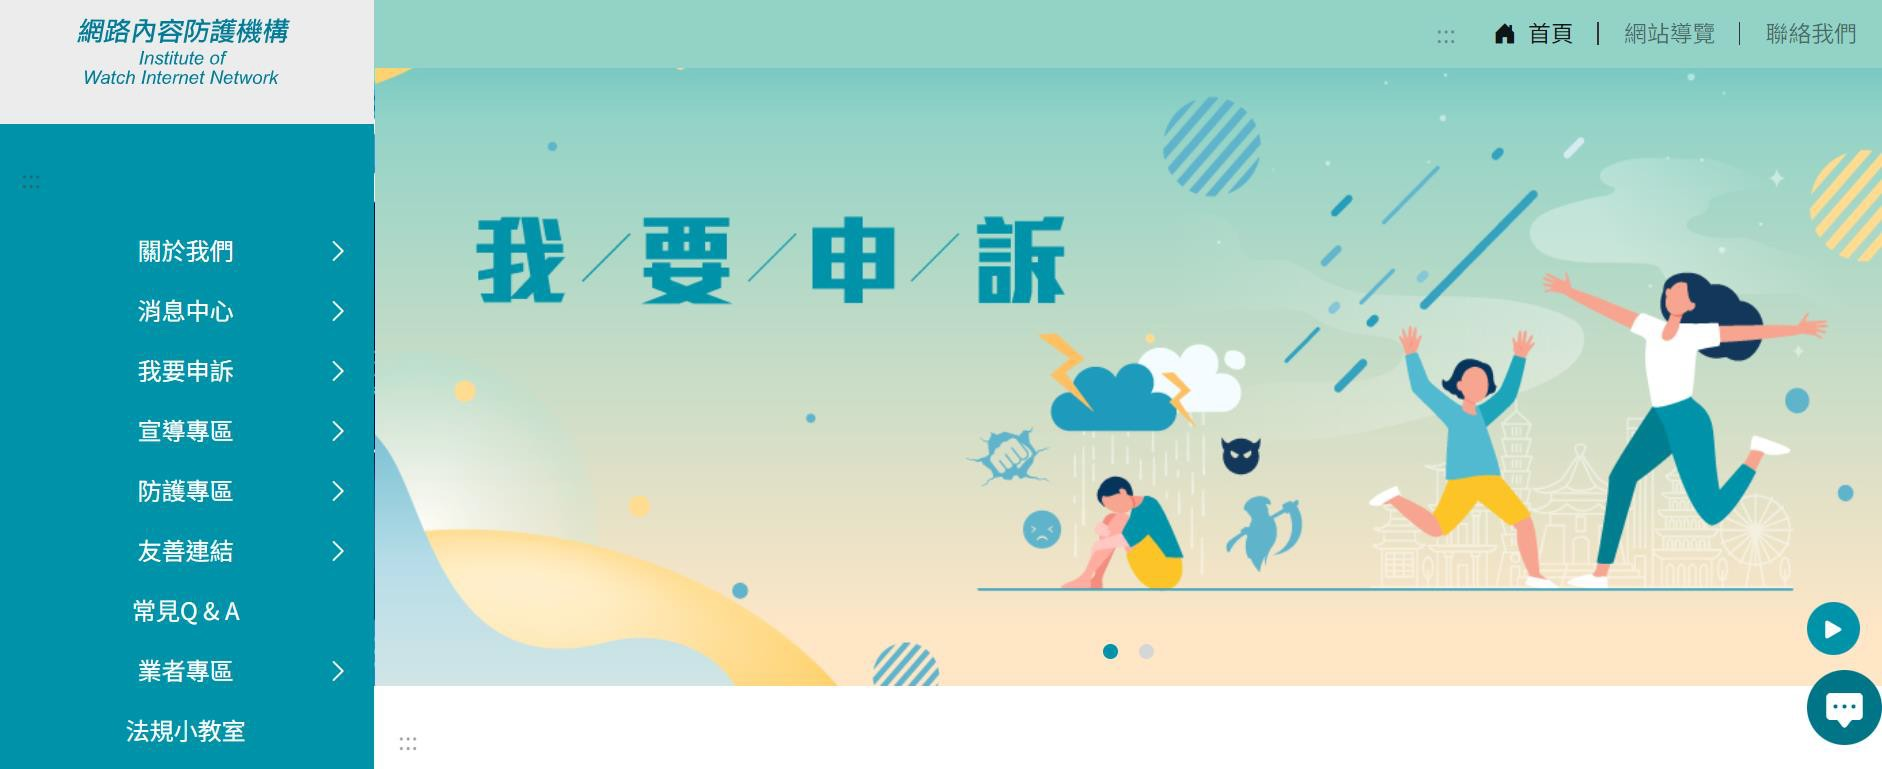 網路內容防護機構
Institute of
Watch Internet Network
首頁
網站導覽
聯絡我們
關於我們
消息中心
我要申訴
宣導專區
防護專區
友善連結
常見Q & A
業者專區
法規小教室
我/要/申/訴